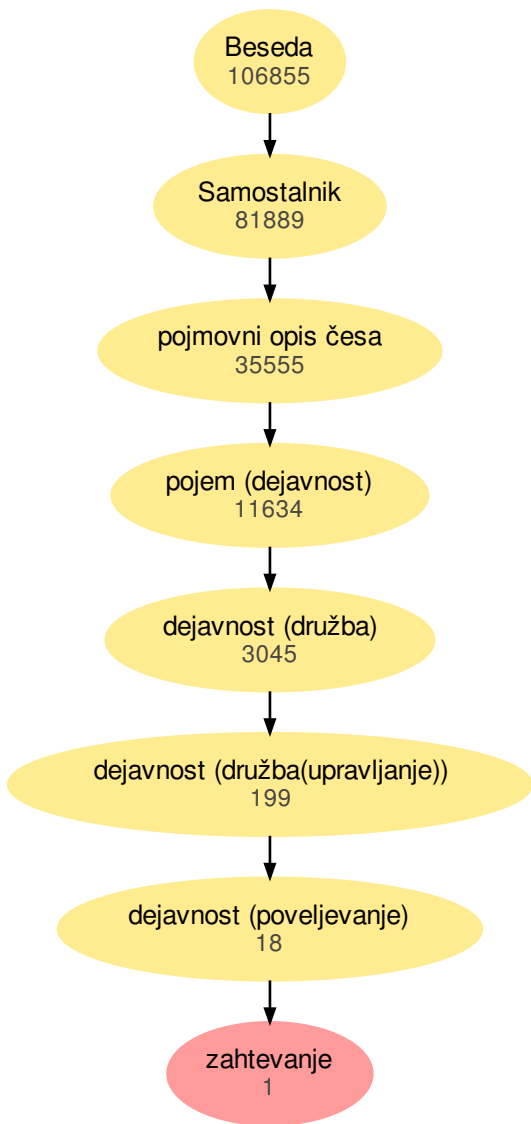 Beseda
106855
Samostalnik
81889
pojmovni opis česa
35555
pojem (dejavnost)
11634
dejavnost (družba)
3045
dejavnost (družba(upravljanje))
199
dejavnost (poveljevanje)
18
zahtevanje
1